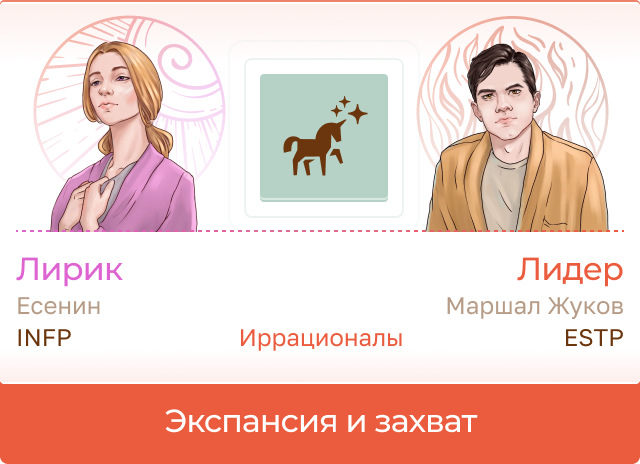 Лирик
Лидер
Есенин
Маршал Жуков
INFP
Иррационалы
ESTP
Экспансия и захват